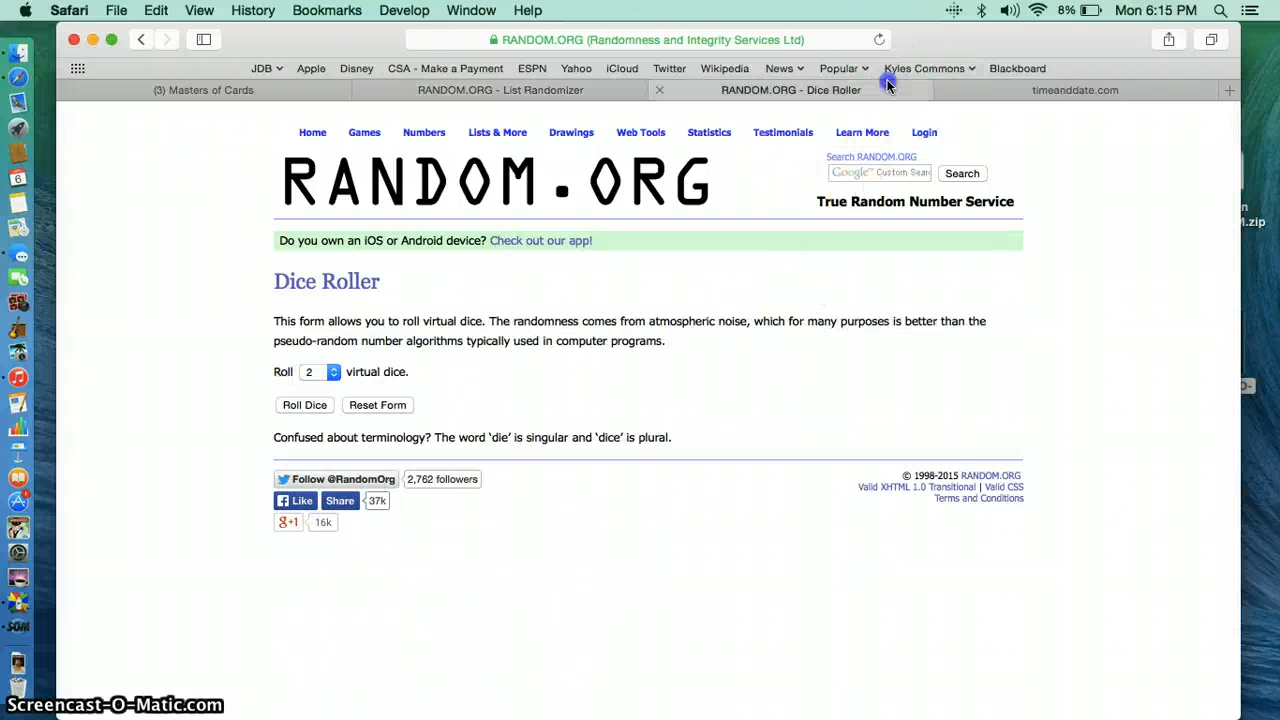 Safari File Edit View History Bookmarks Develop Window Help 8% Mon 6:15 PM
RANDOM.ORG (Randomness and Integrity Services Ltd)
JDB Apple Disney CSA - Make a Payment ESPN Yahoo iCloud Twitter Wikipedia News Popular Kyles Commons Blackboard
(3) Masters of Cards RANDOM.ORG - List Randomizer RANDOM.ORG - Dice Roller timeanddate.com
Home Games Numbers Lists & More Drawings Web Tools Statistics Testimonials Learn More Login
Search RANDOM.ORG
Google™ Custom Sear Search
RANDOM.ORG
True Random Number Service
Do you own an iOS or Android device? Check out our app!
Dice Roller
This form allows you to roll virtual dice. The randomness comes from atmospheric noise, which for many purposes is better than the
pseudo-random number algorithms typically used in computer programs.
Roll 2 virtual dice.
Roll Dice Reset Form
Confused about terminology? The word ‘die’ is singular and ‘dice’ is plural.
Follow @RandomOrg 2,762 followers
Like Share 37k
g+1 16k
© 1998-2015 RANDOM.ORG
Valid XHTML 1.0 Transitional | Valid CSS
Terms and Conditions
6
SOM
M.zip
Screencast-O-Matic.com